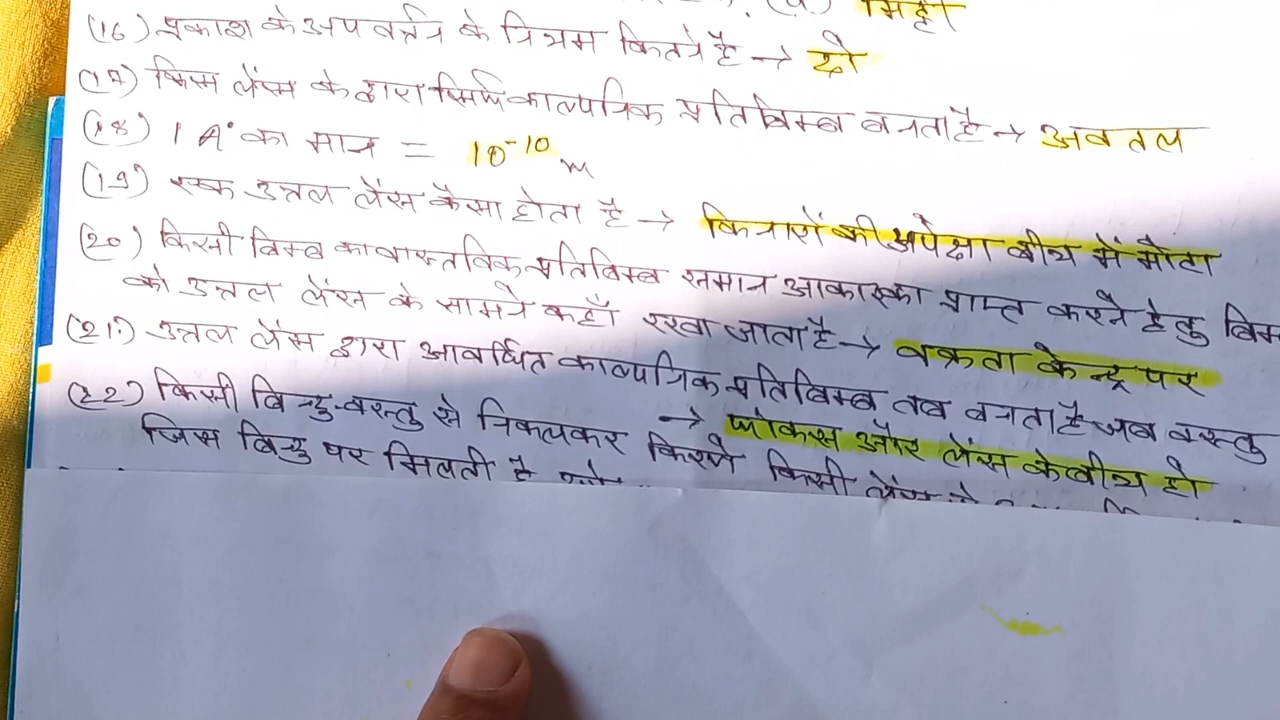 मिट्टी
(16) प्रकाश के अपवर्तन के नियम कितने है → दो
(17) किस लेंस के द्वारा सिर्फ काल्पनिक प्रतिबिम्ब बनता है → अवतल
(18) 1 A° का मान = 10⁻¹⁰ m
(19) एक उत्तल लेंस कैसा होता है → किनारों की अपेक्षा बीच में मोटा
(20) किसी बिम्ब का वास्तविक प्रतिबिम्ब समान आकार का प्राप्त करने हेतु बिम्ब
को उत्तल लेंस के सामने कहाँ रखा जाता है → वक्रता केन्द्र पर
(21) उत्तल लेंस द्वारा आवर्धित काल्पनिक प्रतिबिम्ब तब बनता है जब वस्तु
→ फोकस और लेंस के बीच हो
(22) किसी बिन्दु-वस्तु से निकलकर किरणें किसी लेंस से
जिस बिन्दु पर मिलती है